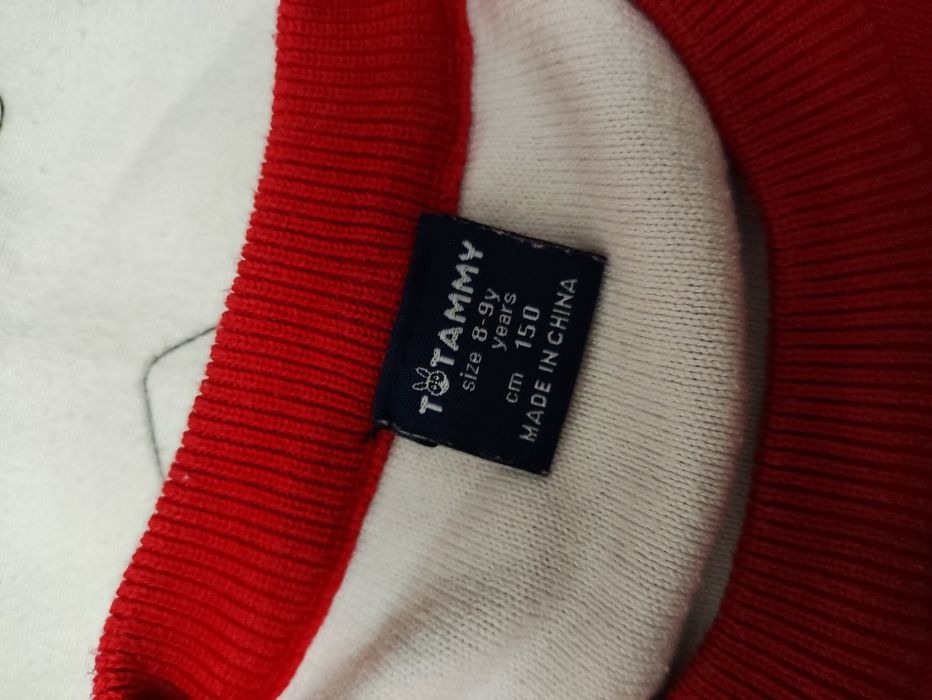 TOTAMMY
size 8-9y
years
cm 150
MADE IN CHINA